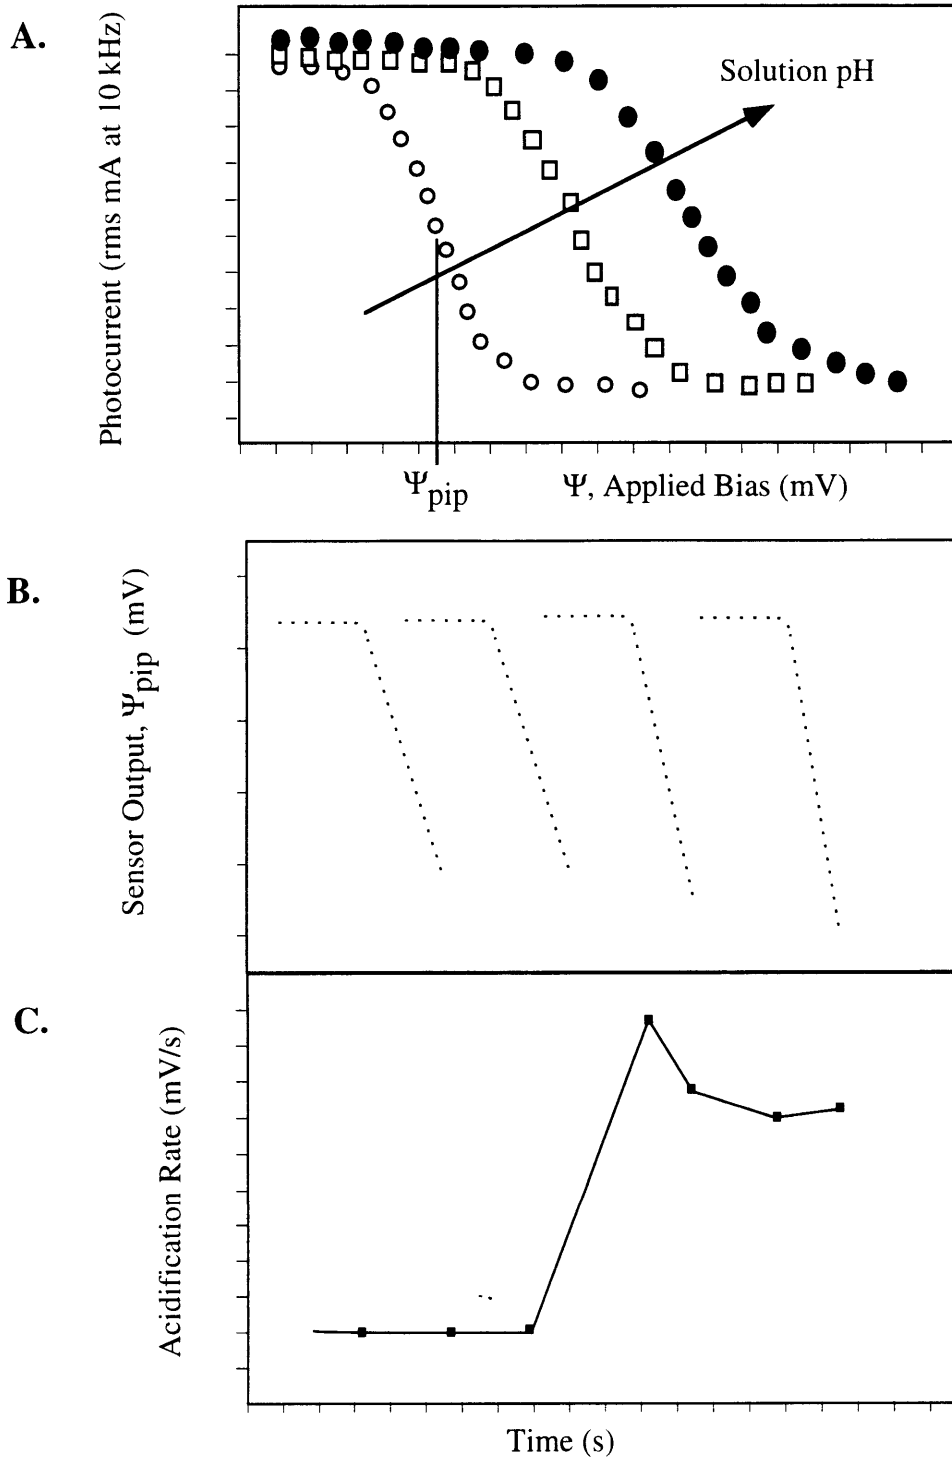 A.
Photocurrent (rms mA at 10 kHz)
Solution pH
Ψpip
Ψ, Applied Bias (mV)
B.
Sensor Output, Ψpip (mV)
C.
Acidification Rate (mV/s)
Time (s)